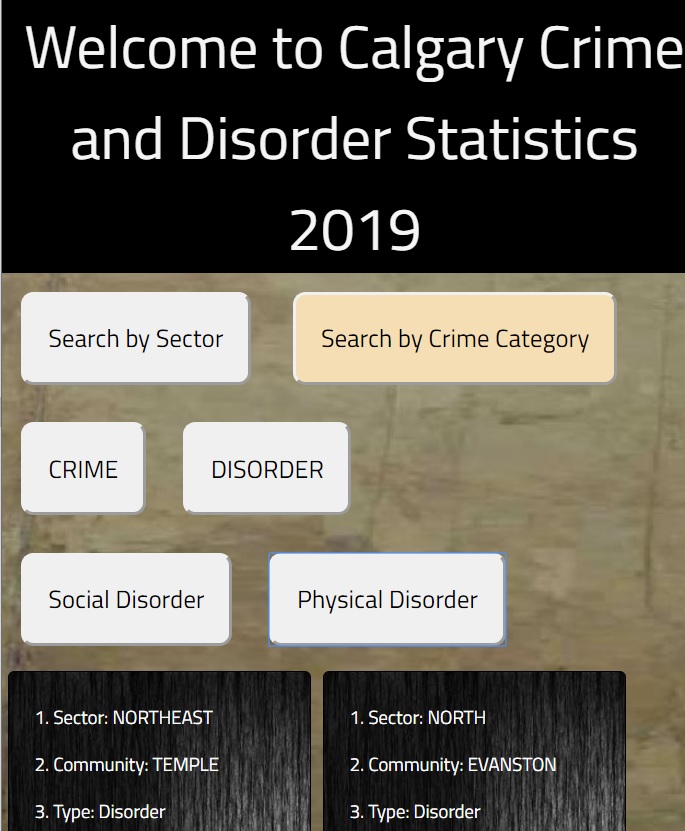 Welcome to Calgary Crime
and Disorder Statistics
2019
Search by Sector
Search by Crime Category
CRIME
DISORDER
Social Disorder
Physical Disorder
1. Sector: NORTHEAST
2. Community: TEMPLE
3. Type: Disorder
1. Sector: NORTH
2. Community: EVANSTON
3. Type: Disorder